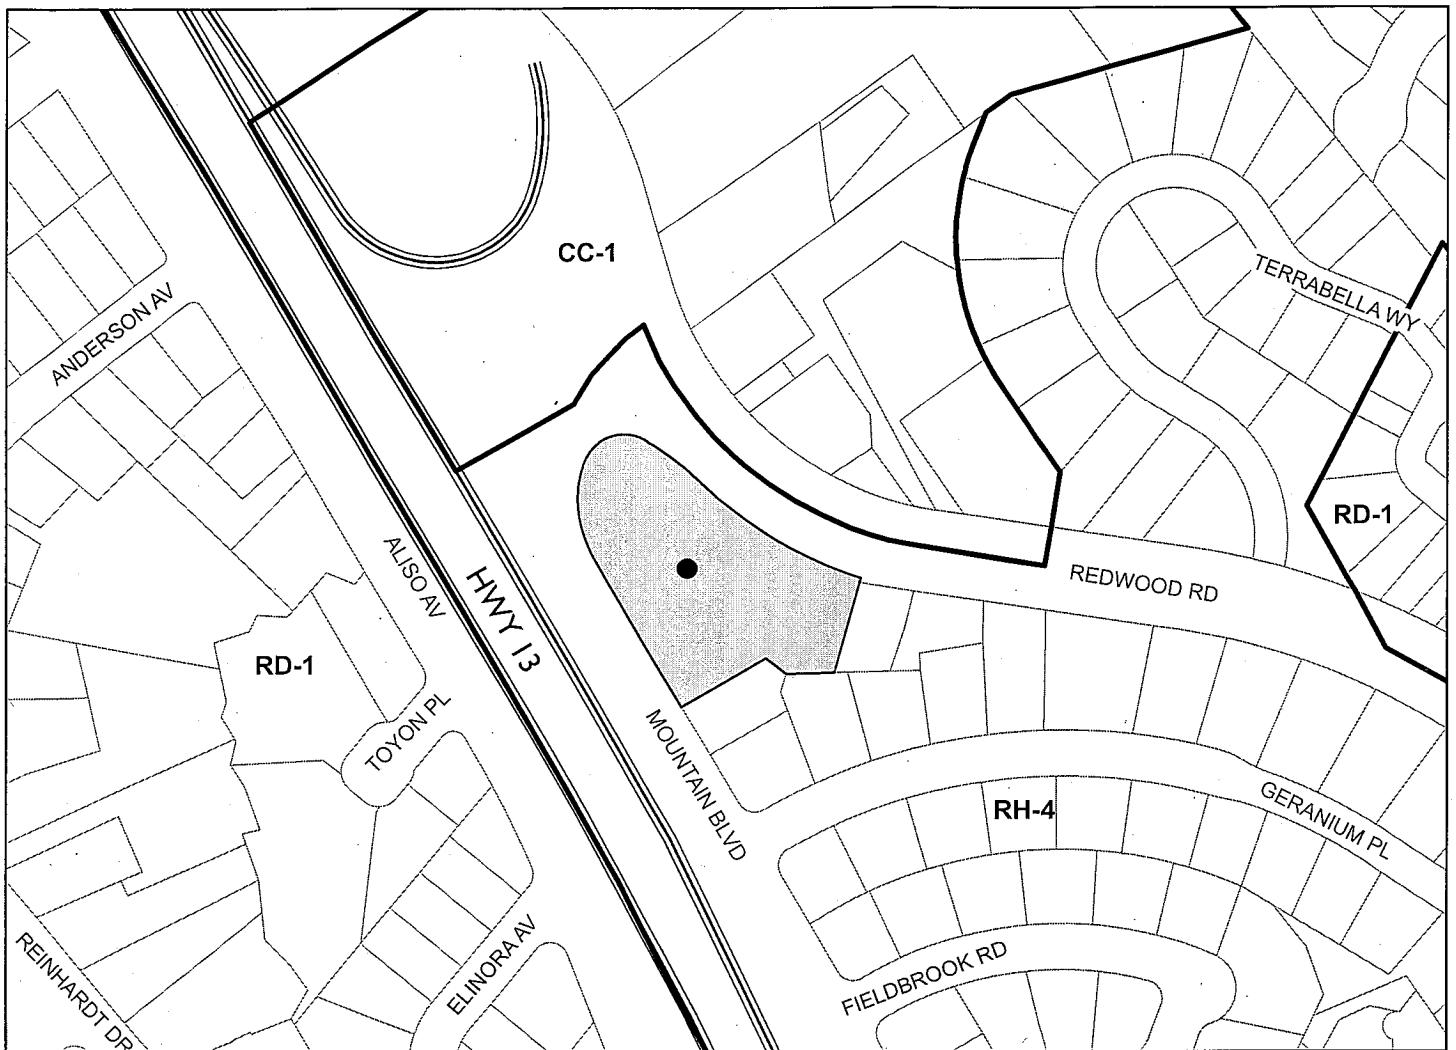 CC-1
TERRABELLA WY
ANDERSON AV
RD-1
ALISO AV
HWY 13
REDWOOD RD
RD-1
TOYON PL
MOUNTAIN BLVD
RH-4
GERANIUM PL
ELINORA AV
FIELDBROOK RD
REINHARDT DR